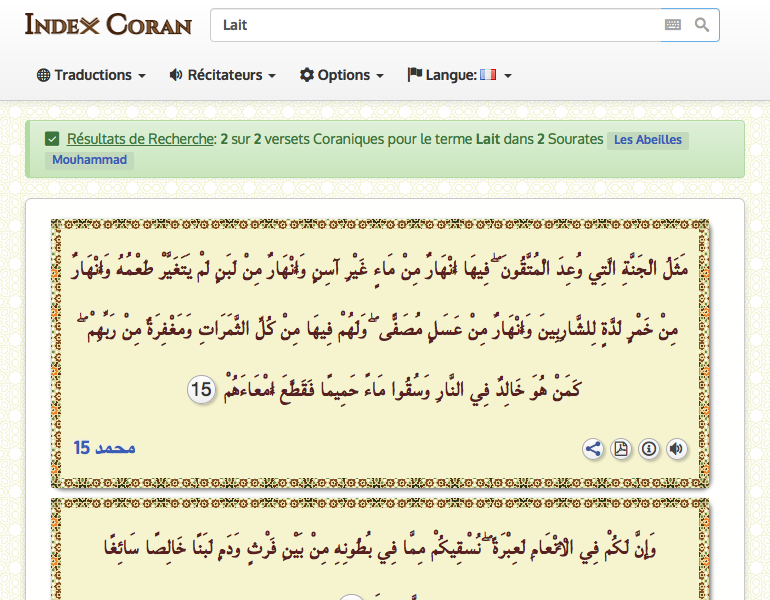 INDEX CORAN
Lait
Traductions
Récitateurs
Options
Langue:
Résultats de Recherche: 2 sur 2 versets Coraniques pour le terme Lait dans 2 Sourates Les Abeilles
Mouhammad
مَثَلُ الْجَنَّةِ الَّتِي وُعِدَ الْمُتَّقُونَ ۖ فِيهَا أَنْهَارٌ مِنْ مَاءٍ غَيْرِ آسِنٍ وَأَنْهَارٌ مِنْ لَبَنٍ لَمْ يَتَغَيَّرْ طَعْمُهُ وَأَنْهَارٌ
مِنْ خَمْرٍ لَذَّةٍ لِلشَّارِبِينَ وَأَنْهَارٌ مِنْ عَسَلٍ مُصَفًّى ۖ وَلَهُمْ فِيهَا مِنْ كُلِّ الثَّمَرَاتِ وَمَغْفِرَةٌ مِنْ رَبِّهِمْ ۖ
كَمَنْ هُوَ خَالِدٌ فِي النَّارِ وَسُقُوا مَاءً حَمِيمًا فَقَطَّعَ أَمْعَاءَهُمْ 15
محمد 15
وَإِنَّ لَكُمْ فِي الْأَنْعَامِ لَعِبْرَةً ۖ نُسْقِيكُمْ مِمَّا فِي بُطُونِهِ مِنْ بَيْنِ فَرْثٍ وَدَمٍ لَبَنًا خَالِصًا سَائِغًا